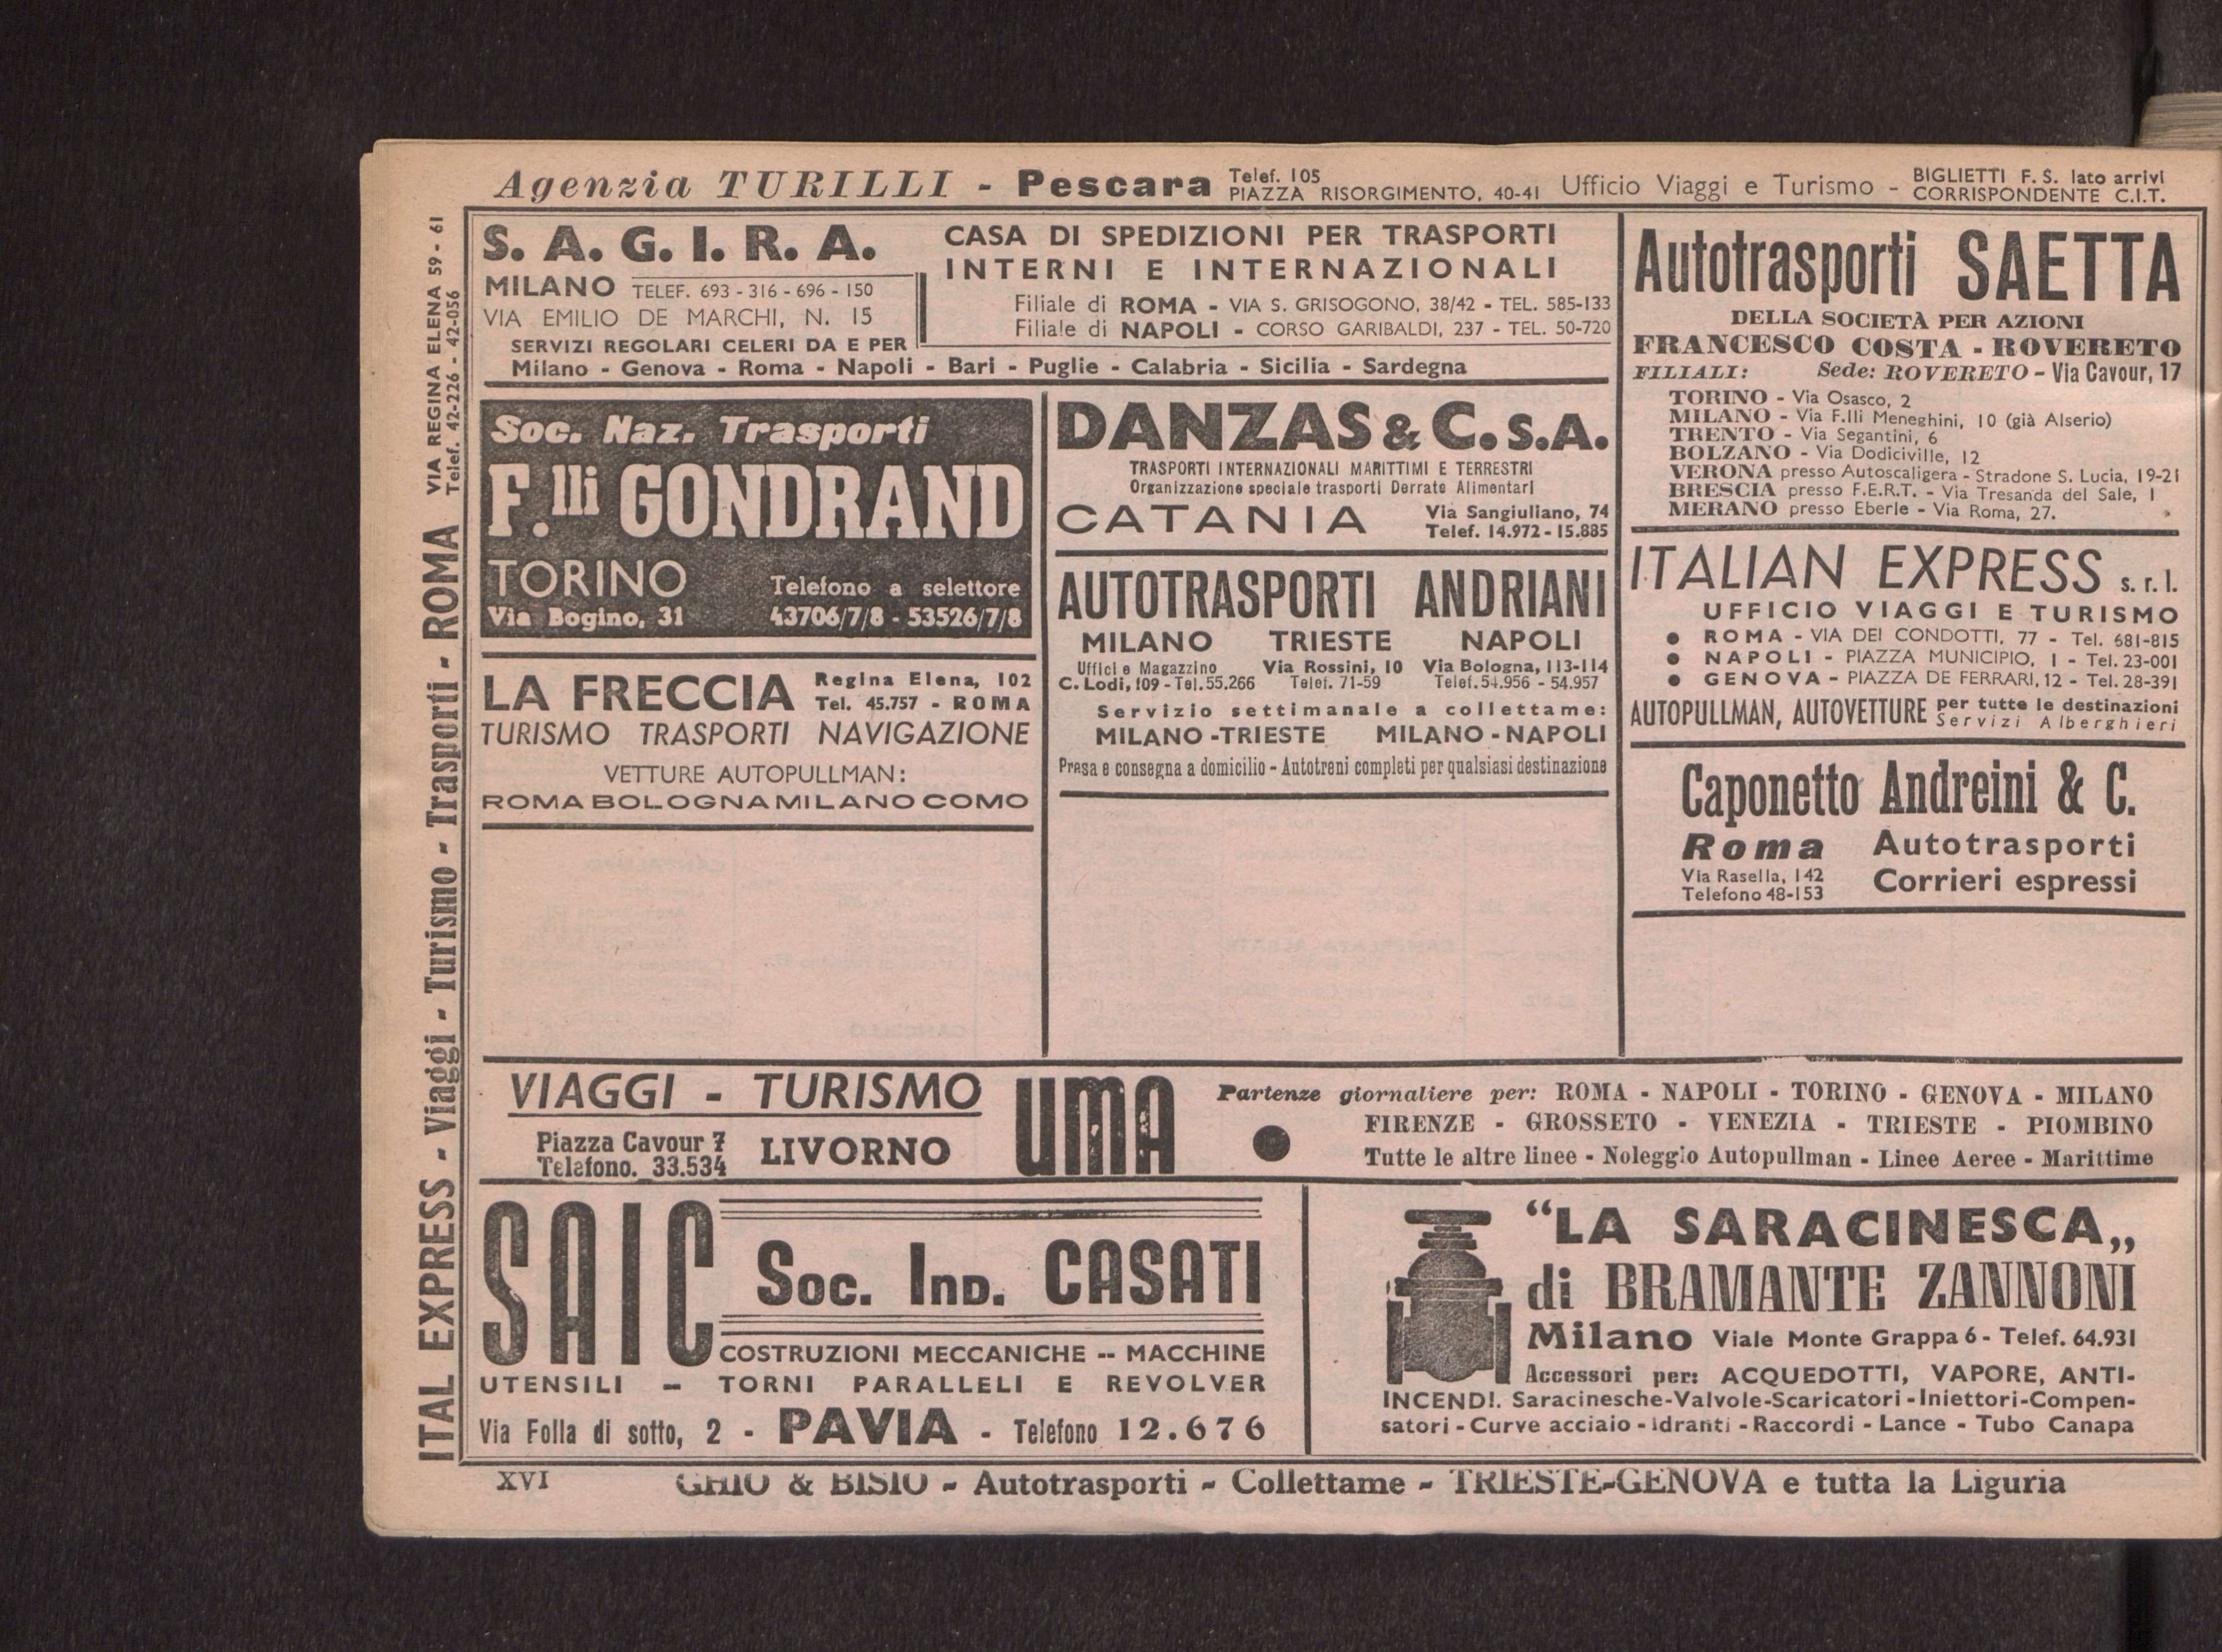 Agenzia TURILLI - Pescara Telef. 105 PIAZZA RISORGIMENTO, 40-41 Ufficio Viaggi e Turismo - BIGLIETTI F. S. lato arrivi CORRISPONDENTE C.I.T.
ITAL EXPRESS - Viaggi - Turismo - Trasporti - ROMA VIA REGINA ELENA 59 - 61 Telef. 42-226 - 42-056
S. A. G. I. R. A.
MILANO TELEF. 693 - 316 - 696 - 150
VIA EMILIO DE MARCHI, N. 15
CASA DI SPEDIZIONI PER TRASPORTI
INTERNI E INTERNAZIONALI
Filiale di ROMA - VIA S. GRISOGONO, 38/42 - TEL. 585-133
Filiale di NAPOLI - CORSO GARIBALDI, 237 - TEL. 50-720
SERVIZI REGOLARI CELERI DA E PER
Milano - Genova - Roma - Napoli - Bari - Puglie - Calabria - Sicilia - Sardegna
Soc. Naz. Trasporti
F.lli GONDRAND
TORINO Telefono a selettore
Via Bogino, 31 43706/7/8 - 53526/7/8
LA FRECCIA Regina Elena, 102
Tel. 45.757 - ROMA
TURISMO TRASPORTI NAVIGAZIONE
VETTURE AUTOPULLMAN:
ROMA BOLOGNA MILANO COMO
DANZAS & C. S.A.
TRASPORTI INTERNAZIONALI MARITTIMI E TERRESTRI
Organizzazione speciale trasporti Derrate Alimentari
CATANIA Via Sangiuliano, 74
Telef. 14.972 - 15.885
AUTOTRASPORTI ANDRIANI
MILANO TRIESTE NAPOLI
Uffici e Magazzino Via Rossini, 10 Via Bologna, 113-114
C. Lodi, 109 - Tel. 55.266 Telef. 71-59 Telef. 54.956 - 54.957
Servizio settimanale a collettame:
MILANO - TRIESTE MILANO - NAPOLI
Presa e consegna a domicilio - Autotreni completi per qualsiasi destinazione
Autotrasporti SAETTA
DELLA SOCIETÀ PER AZIONI
FRANCESCO COSTA - ROVERETO
FILIALI: Sede: ROVERETO - Via Cavour, 17
TORINO - Via Osasco, 2
MILANO - Via F.lli Meneghini, 10 (già Alserio)
TRENTO - Via Segantini, 6
BOLZANO - Via Dodiciville, 12
VERONA presso Autoscaligera - Stradone S. Lucia, 19-21
BRESCIA presso F.E.R.T. - Via Tresanda del Sale, 1
MERANO presso Eberle - Via Roma, 27.
ITALIAN EXPRESS s. r. l.
UFFICIO VIAGGI E TURISMO
● ROMA - VIA DEI CONDOTTI, 77 - Tel. 681-815
● NAPOLI - PIAZZA MUNICIPIO, 1 - Tel. 23-001
● GENOVA - PIAZZA DE FERRARI, 12 - Tel. 28-391
AUTOPULLMAN, AUTOVETTURE per tutte le destinazioni
Servizi Alberghieri
Caponetto Andreini & C.
Roma Autotrasporti
Via Rasella, 142
Telefono 48-153 Corrieri espressi
VIAGGI - TURISMO UMA
Piazza Cavour 7 LIVORNO
Telefono. 33.534
Partenze giornaliere per: ROMA - NAPOLI - TORINO - GENOVA - MILANO
FIRENZE - GROSSETO - VENEZIA - TRIESTE - PIOMBINO
Tutte le altre linee - Noleggio Autopullman - Linee Aeree - Marittime
SAIC Soc. Ind. CASATI
COSTRUZIONI MECCANICHE -- MACCHINE
UTENSILI - TORNI PARALLELI E REVOLVER
Via Folla di sotto, 2 - PAVIA - Telefono 12.676
“LA SARACINESCA„
di BRAMANTE ZANNONI
Milano Viale Monte Grappa 6 - Telef. 64.931
Accessori per: ACQUEDOTTI, VAPORE, ANTI-
INCENDI. Saracinesche-Valvole-Scaricatori-Iniettori-Compen-
satori - Curve acciaio - Idranti - Raccordi - Lance - Tubo Canapa
XVI GHIO & BISIO - Autotrasporti - Collettame - TRIESTE-GENOVA e tutta la Liguria